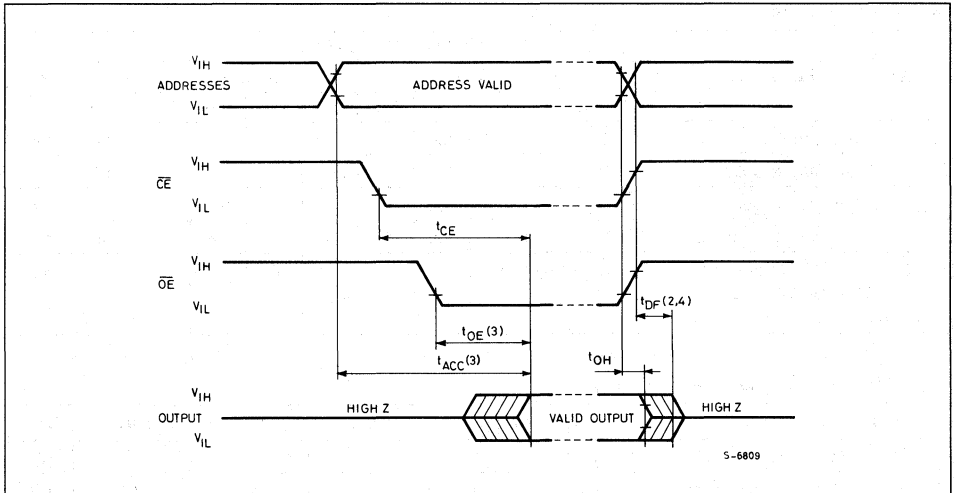 VIH
ADDRESSES
ADDRESS VALID
VIL
VIH
CE
VIL
tCE
VIH
OE
VIL
tDF(2,4)
tOE(3)
tOH
tACC(3)
VIH
OUTPUT
HIGH Z
VALID OUTPUT
HIGH Z
VIL
S-6809